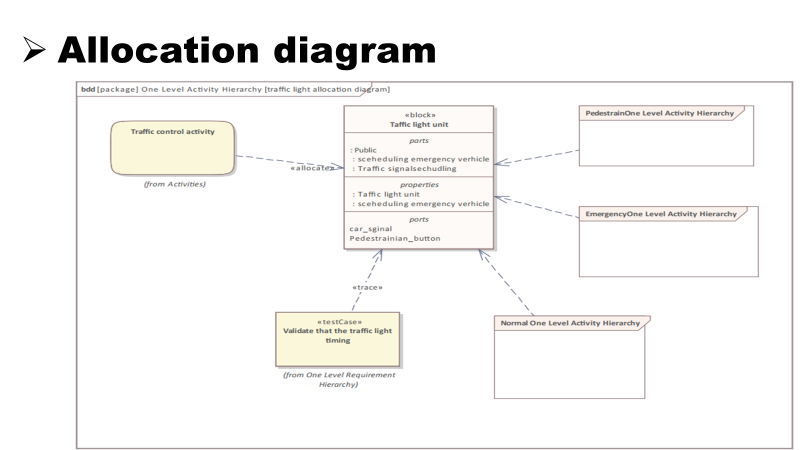 ➢ Allocation diagram
bdd [package] One Level Activity Hierarchy [traffic light allocation diagram]
Traffic control activity
(from Activities)
«allocate»
«block»
Taffic light unit
ports
: Public
: sceheduling emergency verhicle
: Traffic signalsechudling
properties
: Taffic light unit
: sceheduling emergency verhicle
ports
car_sginal
Pedestrainian_button
PedestrainOne Level Activity Hierarchy
EmergencyOne Level Activity Hierarchy
«trace»
«testCase»
Validate that the traffic light
timing
(from One Level Requirement
Hierarchy)
Normal One Level Activity Hierarchy